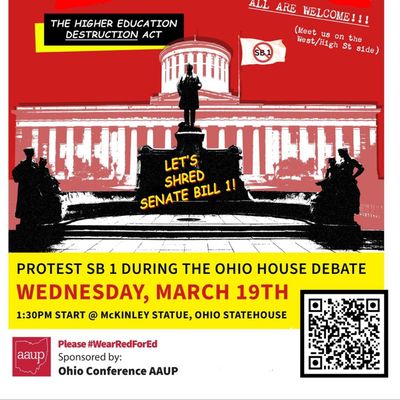 ALL ARE WELCOME!!!
(Meet us on the
West/High St side)
THE HIGHER EDUCATION
DESTRUCTION ACT
SB 1
LET'S
SHRED
SENATE BILL 1!
PROTEST SB 1 DURING THE OHIO HOUSE DEBATE
WEDNESDAY, MARCH 19TH
1:30PM START @ McKINLEY STATUE, OHIO STATEHOUSE
Please #WearRedForEd
Sponsored by:
Ohio Conference AAUP
aaup